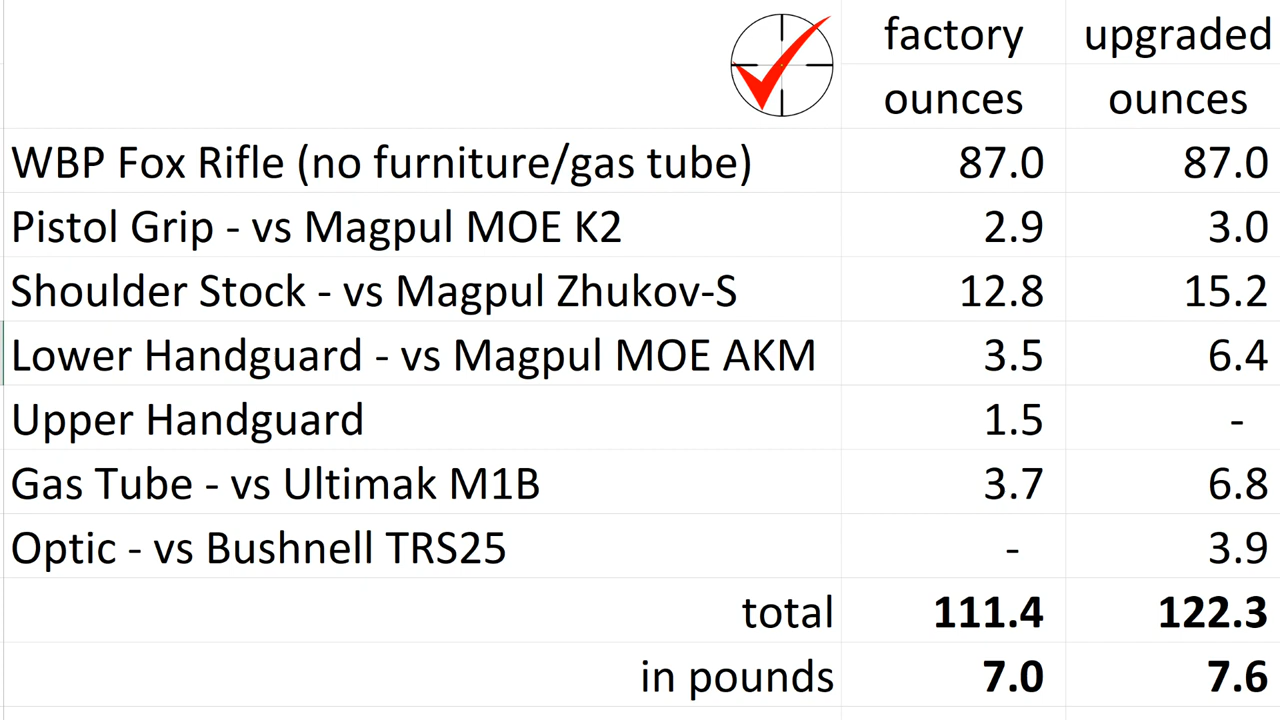 factory upgraded
ounces ounces
WBP Fox Rifle (no furniture/gas tube) 87.0 87.0
Pistol Grip - vs Magpul MOE K2 2.9 3.0
Shoulder Stock - vs Magpul Zhukov-S 12.8 15.2
Lower Handguard - vs Magpul MOE AKM 3.5 6.4
Upper Handguard 1.5 -
Gas Tube - vs Ultimak M1B 3.7 6.8
Optic - vs Bushnell TRS25 - 3.9
total 111.4 122.3
in pounds 7.0 7.6